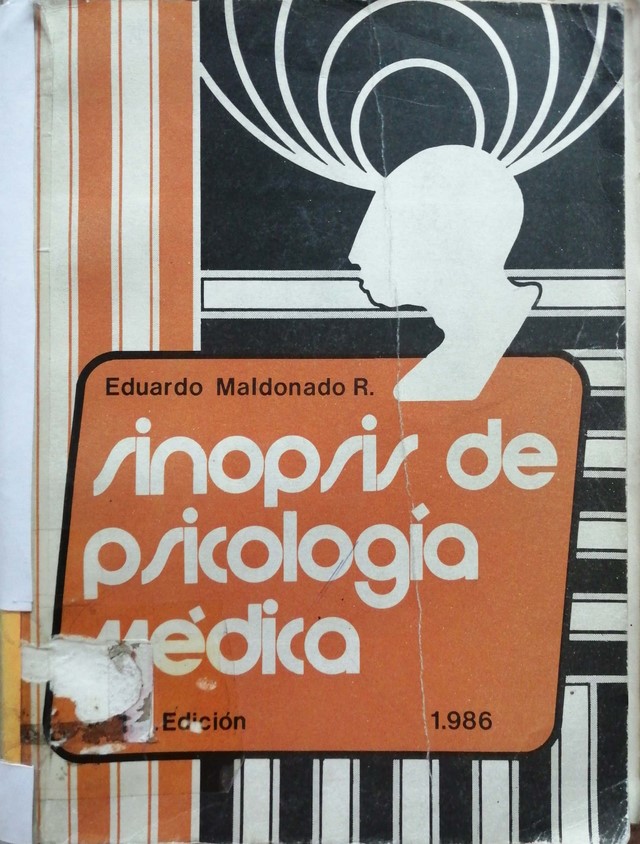 Eduardo Maldonado R.
sinopsis de
psicología
médica
. Edición 1.986